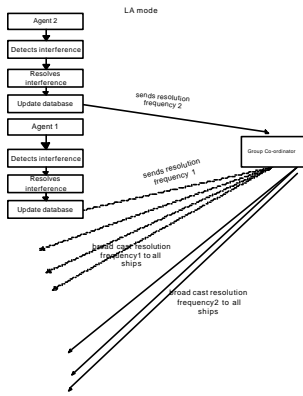 LA mode
Agent 2
Detects interference
Resolves
interference
Update database
sends resolution
frequency 2
Agent 1
Detects interference
Resolves
interference
Update database
Group Co-ordinator
sends resolution
frequency 1
broad cast resolution
frequency1 to all
ships
broad cast resolution
frequency2 to all
ships